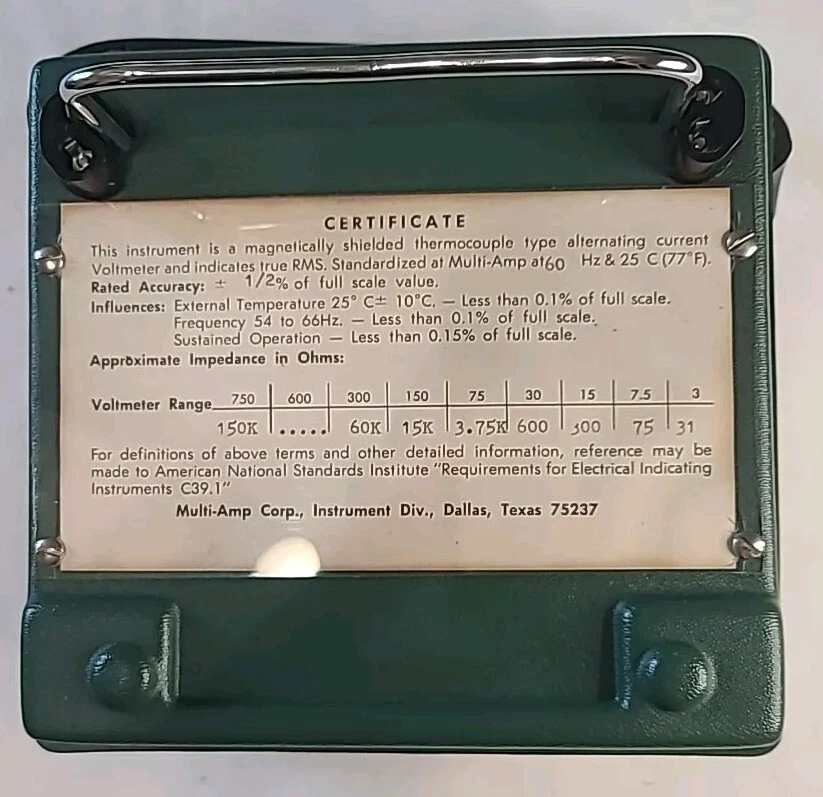 CERTIFICATE
This instrument is a magnetically shielded thermocouple type alternating current
Voltmeter and indicates true RMS. Standardized at Multi-Amp at 60 Hz & 25 C (77°F).
Rated Accuracy: ± 1/2% of full scale value.
Influences: External Temperature 25° C± 10°C. — Less than 0.1% of full scale.
Frequency 54 to 66Hz. — Less than 0.1% of full scale.
Sustained Operation — Less than 0.15% of full scale.
Approximate Impedance in Ohms:
Voltmeter Range 750 600 300 150 75 30 15 7.5 3
150K ..... 60K 15K 3.75K 600 300 75 31
For definitions of above terms and other detailed information, reference may be
made to American National Standards Institute "Requirements for Electrical Indicating
Instruments C39.1"
Multi-Amp Corp., Instrument Div., Dallas, Texas 75237